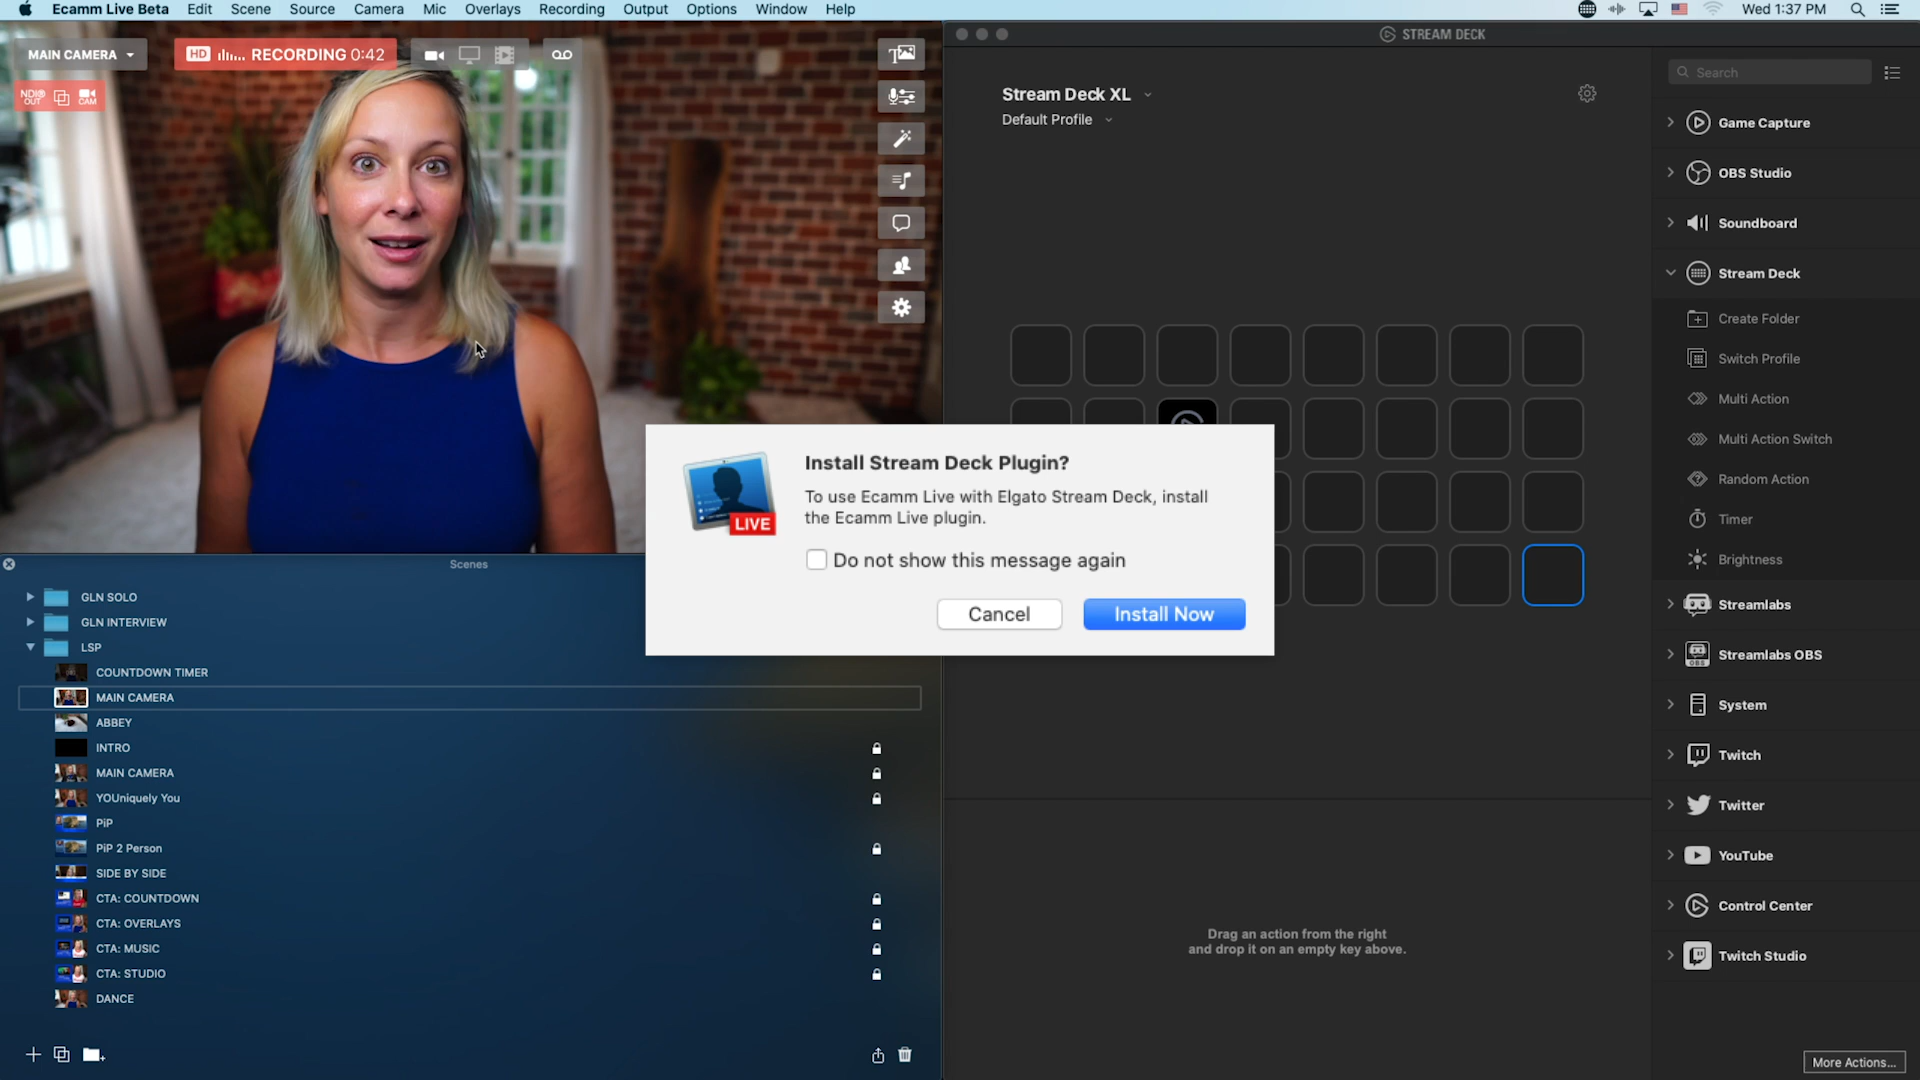 Ecamm Live Beta Edit Scene Source Camera Mic Overlays Recording Output Options Window Help Wed 1:37 PM
MAIN CAMERA
HD RECORDING 0:42
NDI® OUT
CAM
STREAM DECK
Stream Deck XL
Default Profile
Search
Game Capture
OBS Studio
Soundboard
Stream Deck
Create Folder
Switch Profile
Multi Action
Multi Action Switch
Random Action
Timer
Brightness
Streamlabs
OBS
Streamlabs OBS
System
Twitch
Twitter
YouTube
Control Center
Twitch Studio
More Actions...
Install Stream Deck Plugin?
To use Ecamm Live with Elgato Stream Deck, install
the Ecamm Live plugin.
LIVE
Do not show this message again
Cancel
Install Now
Scenes
GLN SOLO
GLN INTERVIEW
LSP
COUNTDOWN TIMER
MAIN CAMERA
ABBEY
INTRO
MAIN CAMERA
YOUniquely You
PiP
PiP 2 Person
SIDE BY SIDE
CTA: COUNTDOWN
CTA: OVERLAYS
CTA: MUSIC
CTA: STUDIO
DANCE
Drag an action from the right
and drop it on an empty key above.